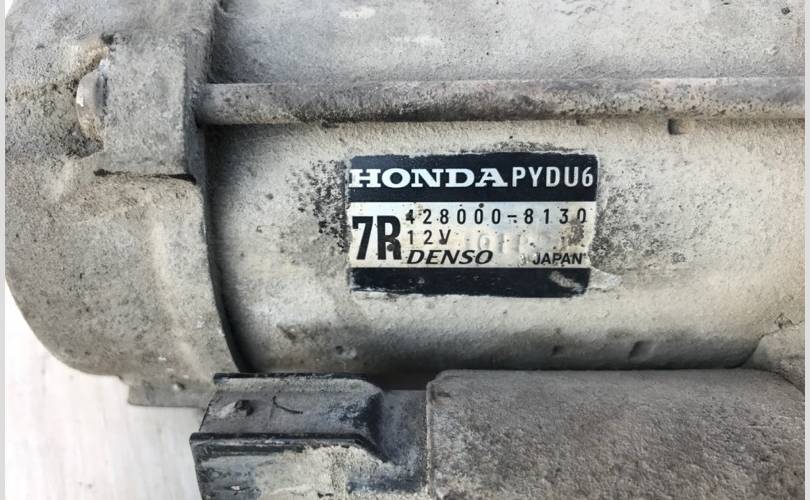 HONDA PYDU6
7R 428000-8130
12V
DENSO JAPAN